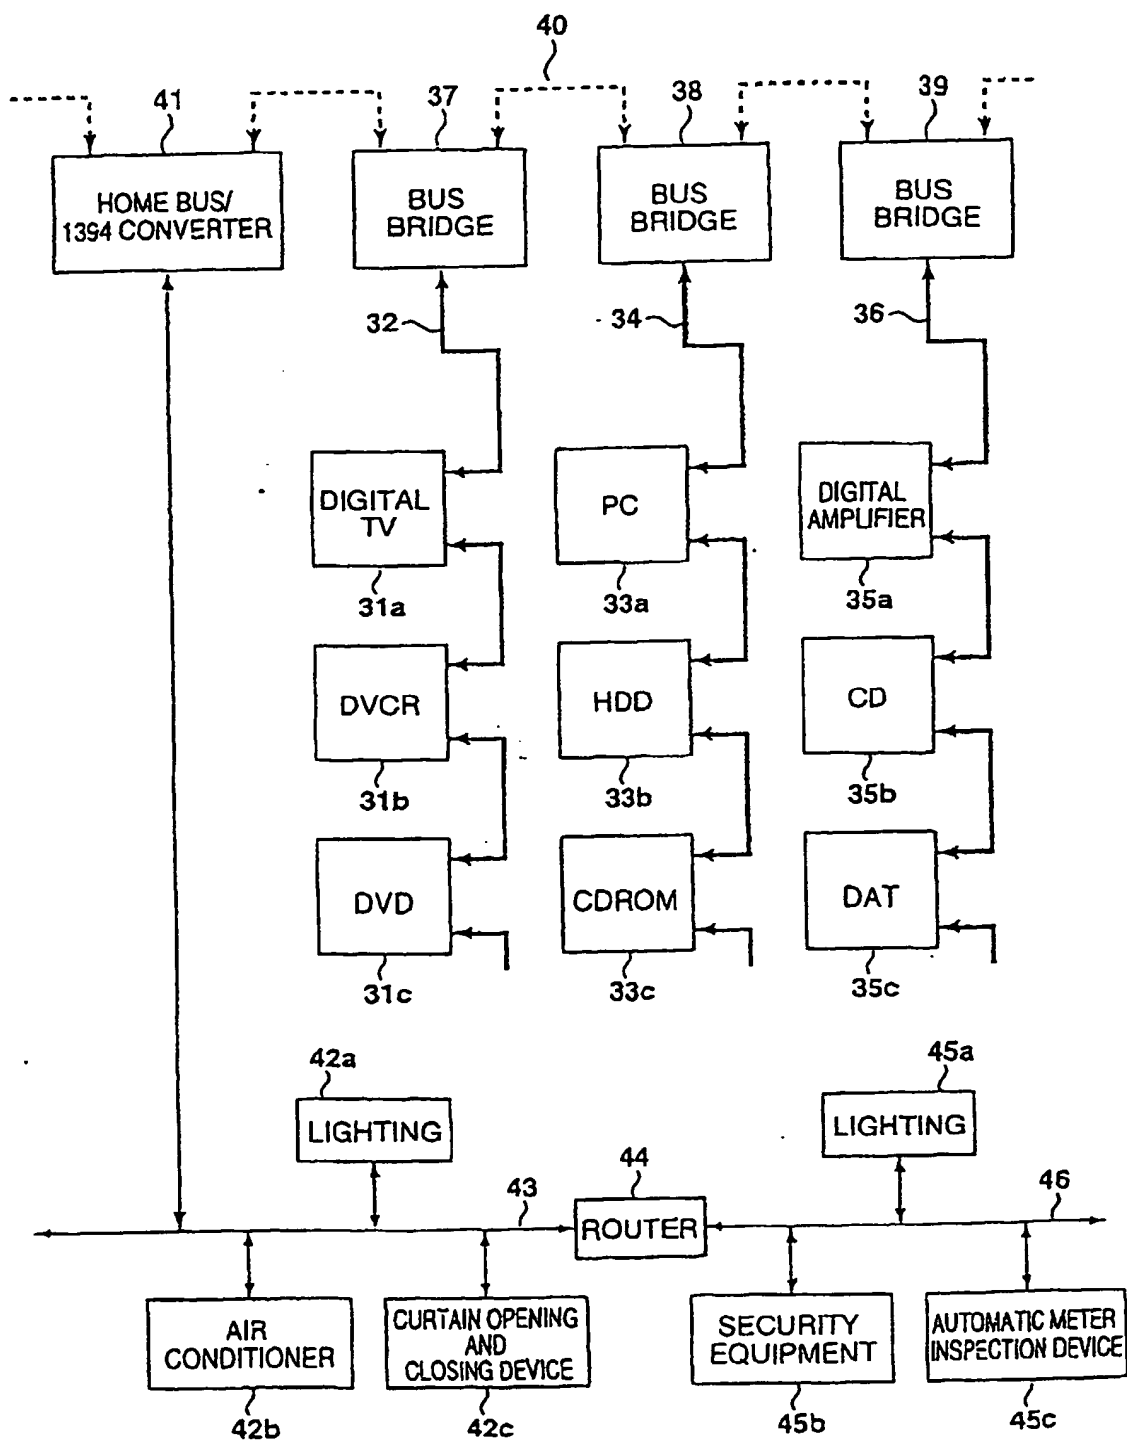 40
41
37
38
39
HOME BUS/
1394 CONVERTER
BUS
BRIDGE
BUS
BRIDGE
BUS
BRIDGE
32
34
36
DIGITAL
TV
PC
DIGITAL
AMPLIFIER
31a
33a
35a
DVCR
HDD
CD
31b
33b
35b
DVD
CDROM
DAT
31c
33c
35c
42a
45a
LIGHTING
LIGHTING
44
43
46
ROUTER
AIR
CONDITIONER
CURTAIN OPENING
AND
CLOSING DEVICE
SECURITY
EQUIPMENT
AUTOMATIC METER
INSPECTION DEVICE
42b
42c
45b
45c